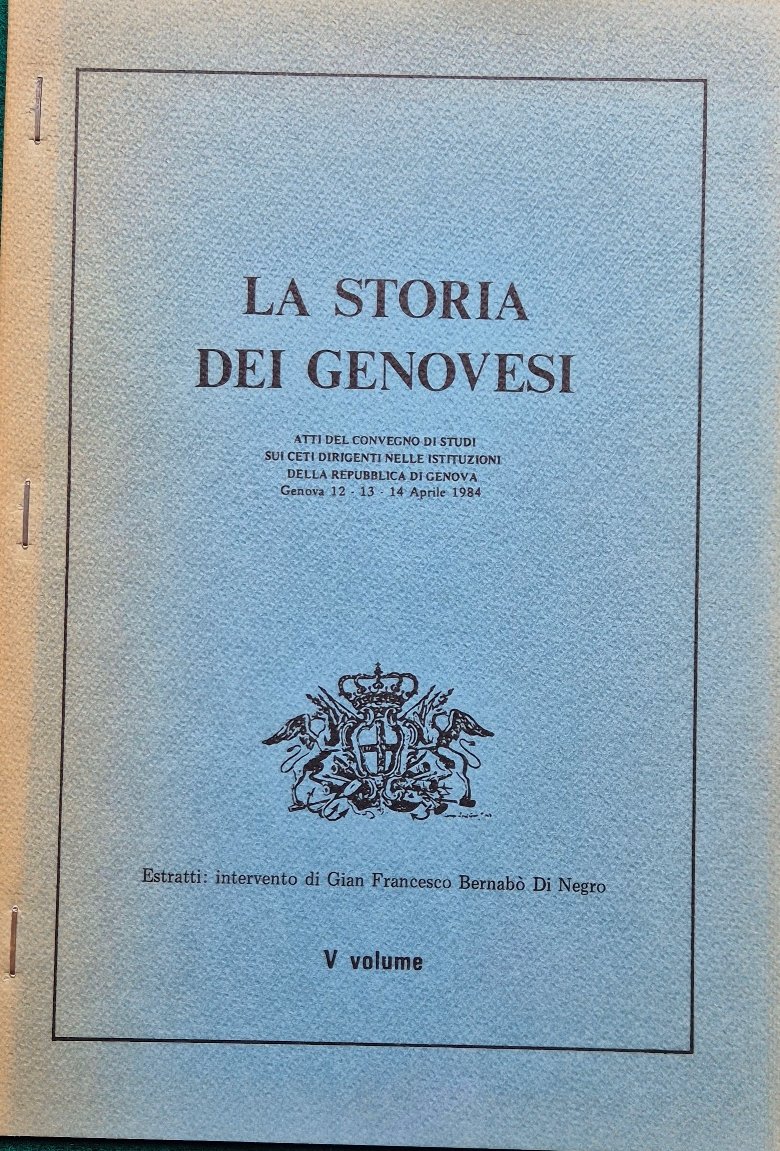 LA STORIA
DEI GENOVESI
ATTI DEL CONVEGNO DI STUDI
SUI CETI DIRIGENTI NELLE ISTITUZIONI
DELLA REPUBBLICA DI GENOVA
Genova 12 - 13 - 14 Aprile 1984
Estratti: intervento di Gian Francesco Bernabò Di Negro
V volume